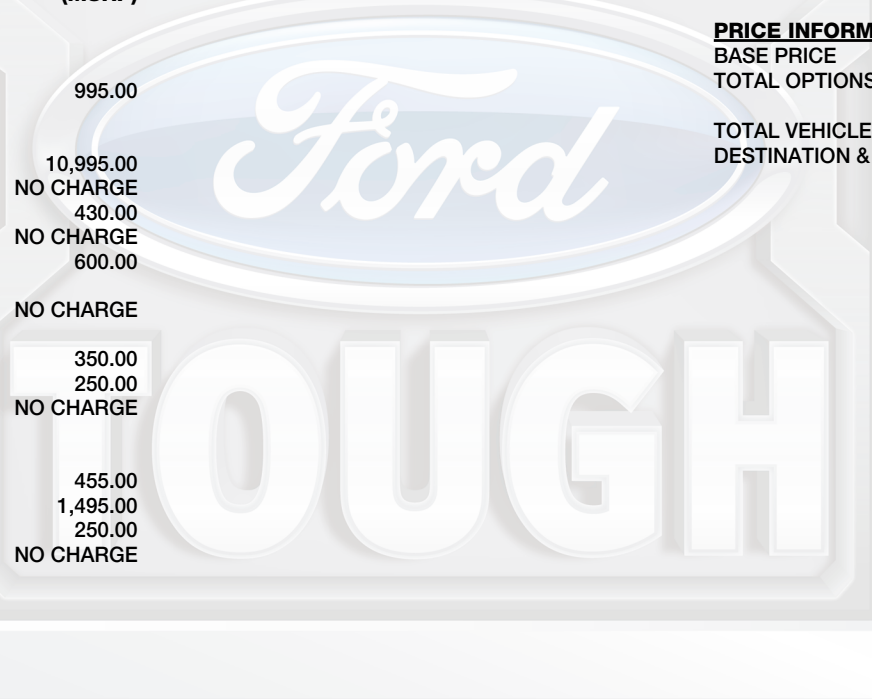 PRICE INFORM
BASE PRICE
TOTAL OPTIONS
TOTAL VEHICLE
DESTINATION &
995.00
10,995.00
NO CHARGE
430.00
NO CHARGE
600.00
NO CHARGE
350.00
250.00
NO CHARGE
455.00
1,495.00
250.00
NO CHARGE
Ford
TOUGH